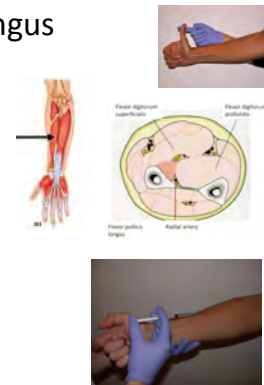 ngus
Flexor digitorum
superficialis
Flexor digitorum
profundus
Flexor pollicis
longus
Radial artery